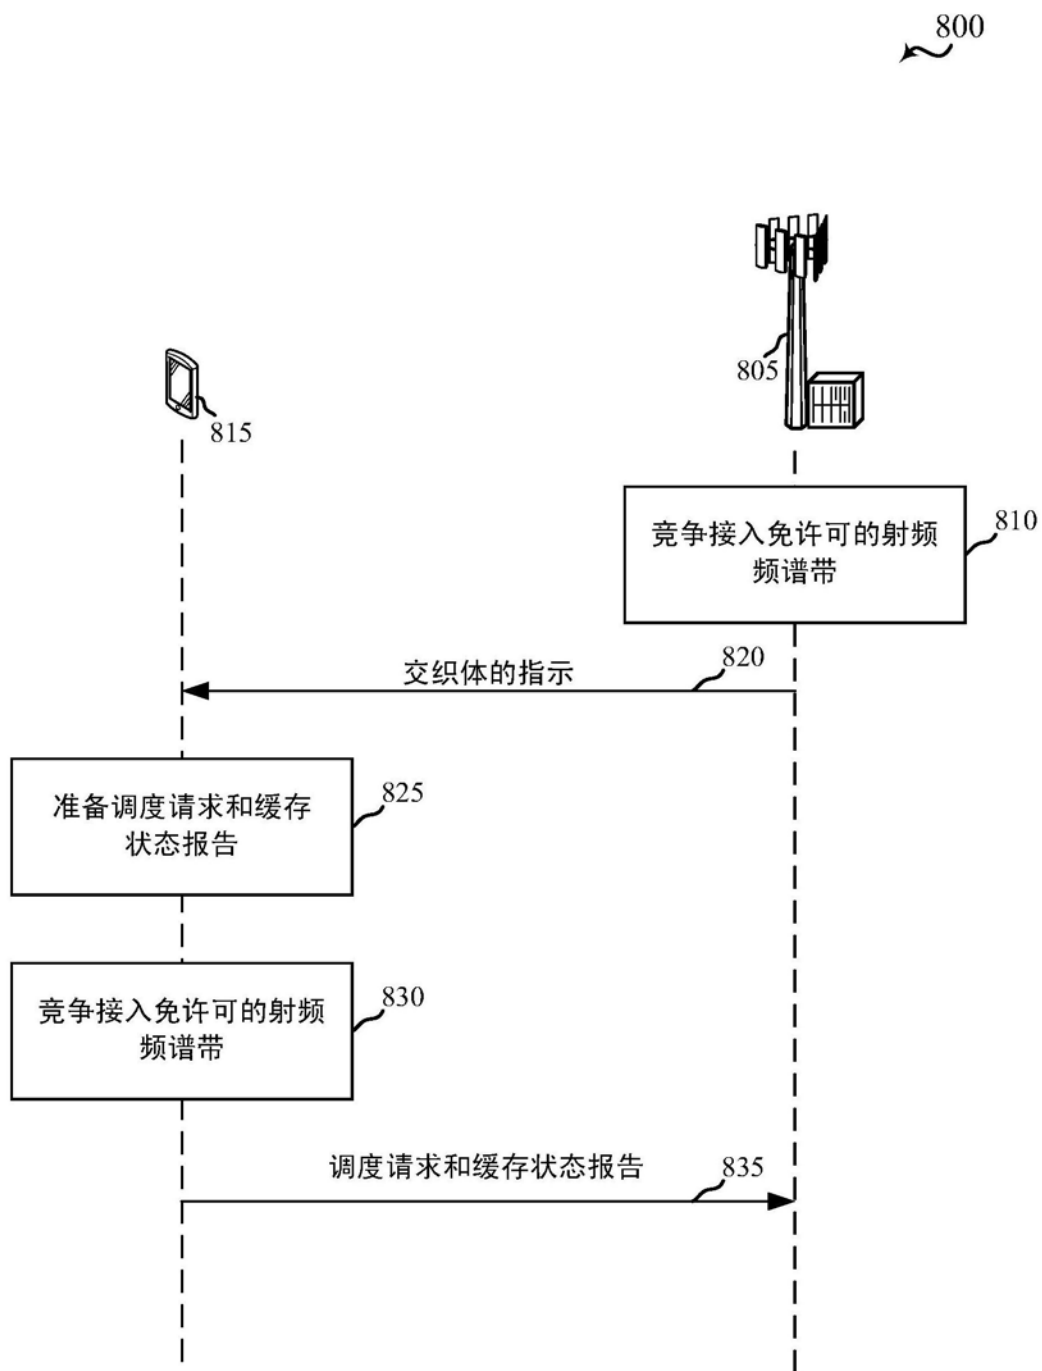 800
805
815
竞争接入免许可的射频
频谱带
810
交织体的指示
820
准备调度请求和缓存
状态报告
825
竞争接入免许可的射频
频谱带
830
调度请求和缓存状态报告
835